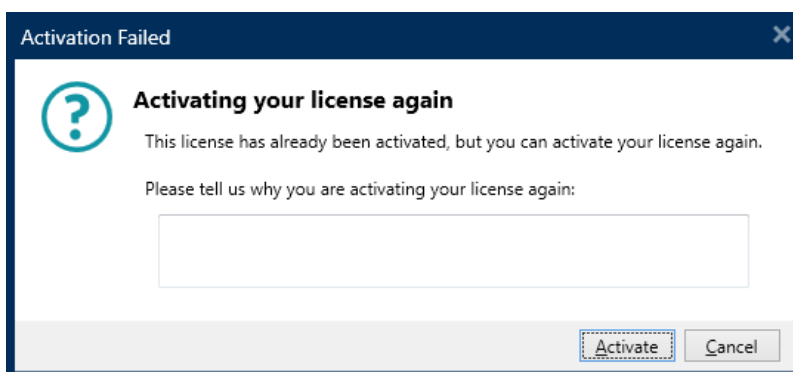 Activation Failed
Activating your license again
This license has already been activated, but you can activate your license again.
Please tell us why you are activating your license again:
Activate
Cancel